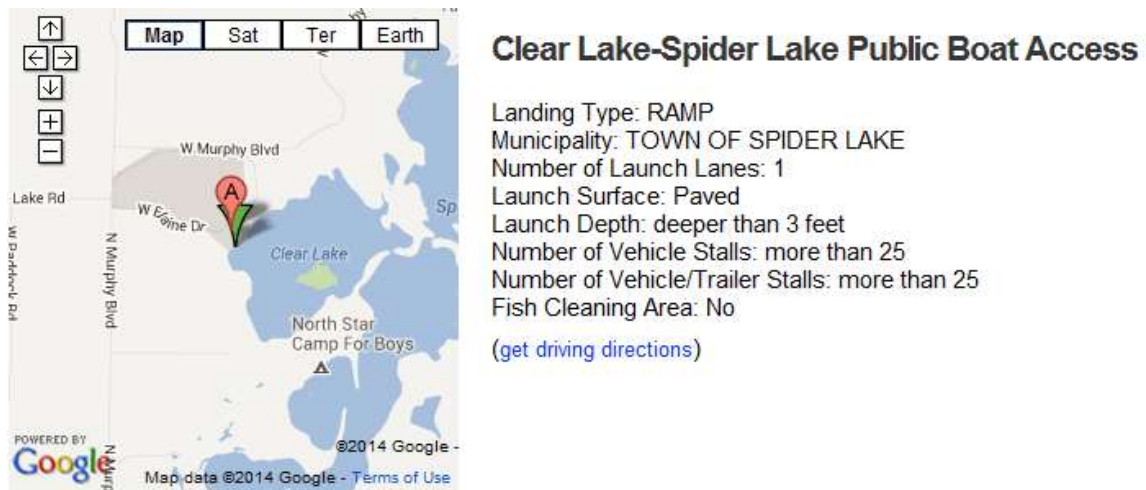 Map Sat Ter Earth
W Murphy Blvd
Lake Rd
A
W Elaine Dr
Sp
Clear Lake
N Murphy Blvd
North Star
Camp For Boys
POWERED BY
Google
©2014 Google -
Map data ©2014 Google - Terms of Use
N Murp
Clear Lake-Spider Lake Public Boat Access
Landing Type: RAMP
Municipality: TOWN OF SPIDER LAKE
Number of Launch Lanes: 1
Launch Surface: Paved
Launch Depth: deeper than 3 feet
Number of Vehicle Stalls: more than 25
Number of Vehicle/Trailer Stalls: more than 25
Fish Cleaning Area: No
(get driving directions)